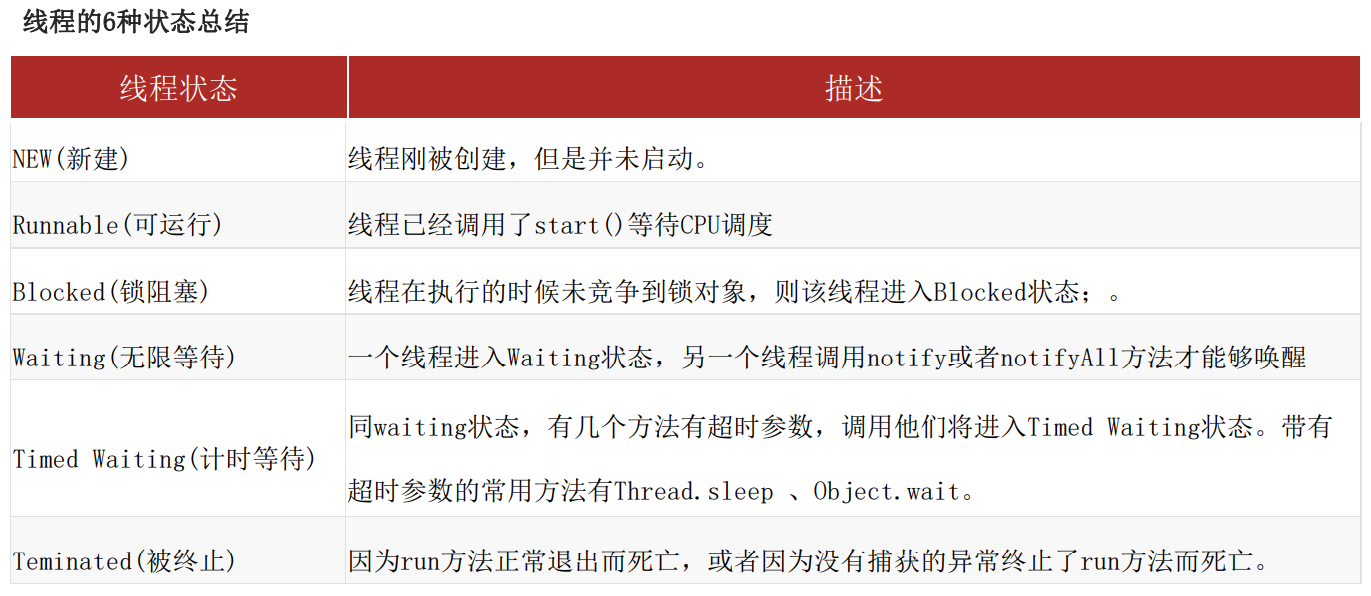 线程的6种状态总结
线程状态
描述
NEW(新建)
线程刚被创建，但是并未启动。
Runnable(可运行)
线程已经调用了start()等待CPU调度
Blocked(锁阻塞)
线程在执行的时候未竞争到锁对象，则该线程进入Blocked状态；。
Waiting(无限等待)
一个线程进入Waiting状态，另一个线程调用notify或者notifyAll方法才能够唤醒
Timed Waiting(计时等待)
同waiting状态，有几个方法有超时参数，调用他们将进入Timed Waiting状态。带有
超时参数的常用方法有Thread.sleep 、Object.wait。
Teminated(被终止)
因为run方法正常退出而死亡，或者因为没有捕获的异常终止了run方法而死亡。